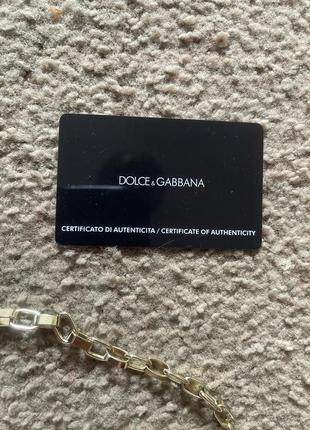 DOLCE & GABBANA
CERTIFICATO DI AUTENTICITA / CERTIFICATE OF AUTHENTICITY